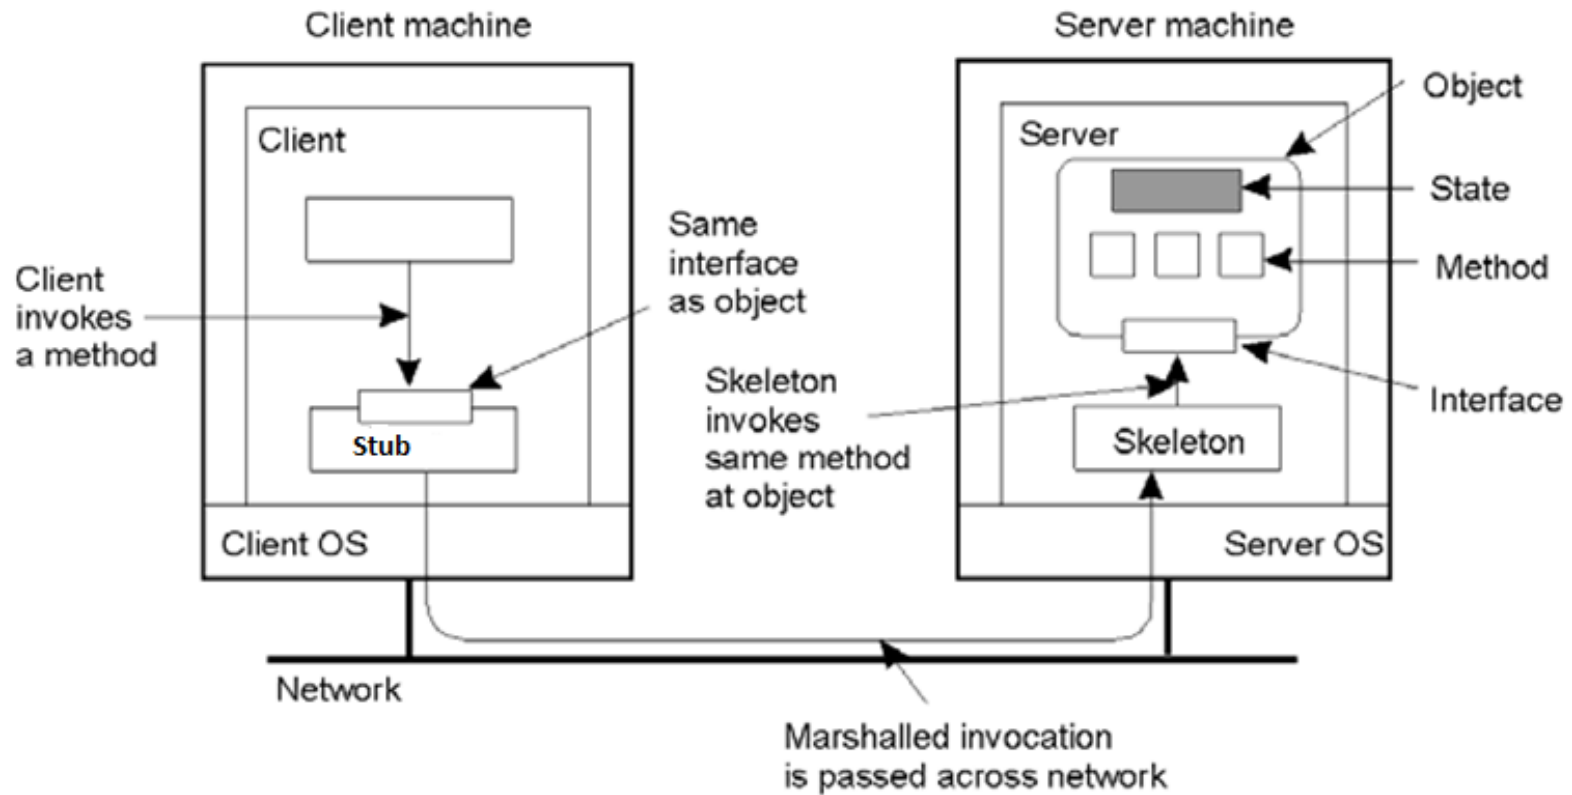 Client machine
Server machine
Object
Client
Server
State
Same
interface
as object
Method
Client
invokes
a method
Skeleton
invokes
same method
at object
Interface
Stub
Skeleton
Client OS
Server OS
Network
Marshalled invocation
is passed across network